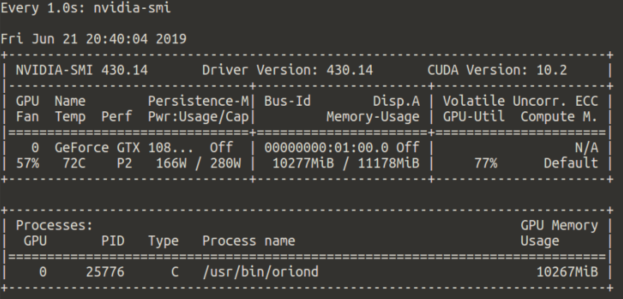 Every 1.0s: nvidia-smi
Fri Jun 21 20:40:04 2019
NVIDIA-SMI 430.14 Driver Version: 430.14 CUDA Version: 10.2
GPU Name Persistence-M| Bus-Id Disp.A | Volatile Uncorr. ECC
Fan Temp Perf Pwr:Usage/Cap| Memory-Usage | GPU-Util Compute M.
0 GeForce GTX 108... Off | 00000000:01:00.0 Off | N/A
57% 72C P2 166W / 280W | 10277MiB / 11178MiB | 77% Default
Processes: GPU Memory
GPU PID Type Process name Usage
0 25776 C /usr/bin/oriond 10267MiB